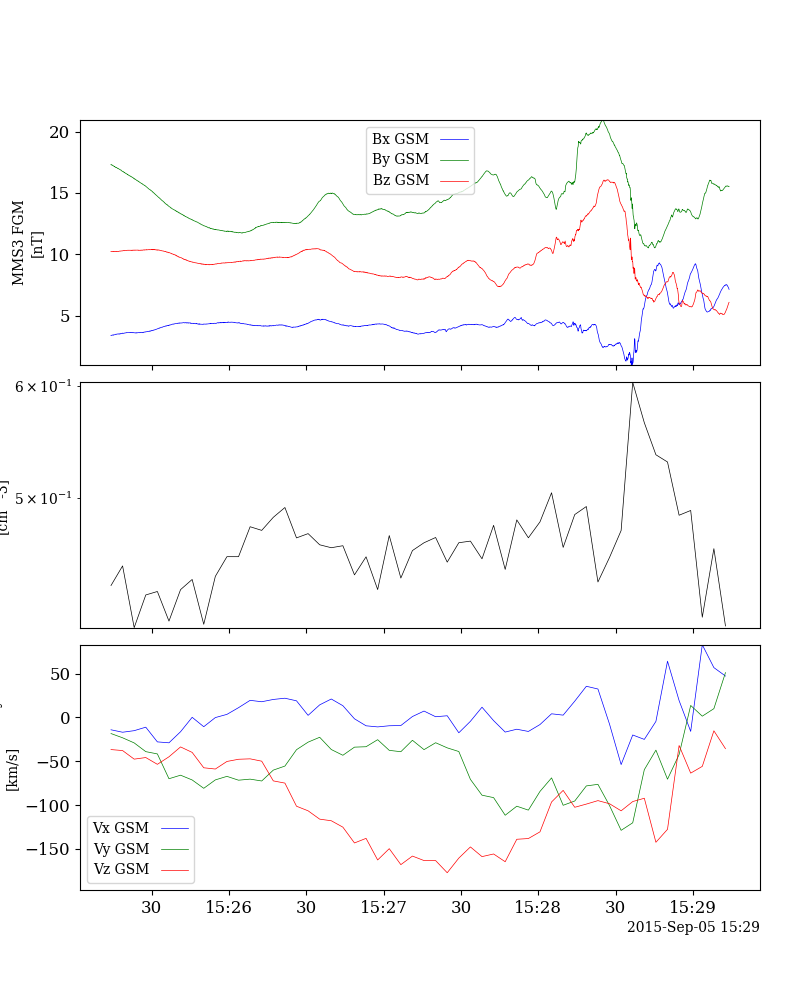 20
15
10
5
MMS3 FGM
[nT]
Bx GSM
By GSM
Bz GSM
6 × 10⁻¹
5 × 10⁻¹
50
0
−50
−100
−150
[km/s]
Vx GSM
Vy GSM
Vz GSM
30 15:26 30 15:27 30 15:28 30 15:29
2015-Sep-05 15:29